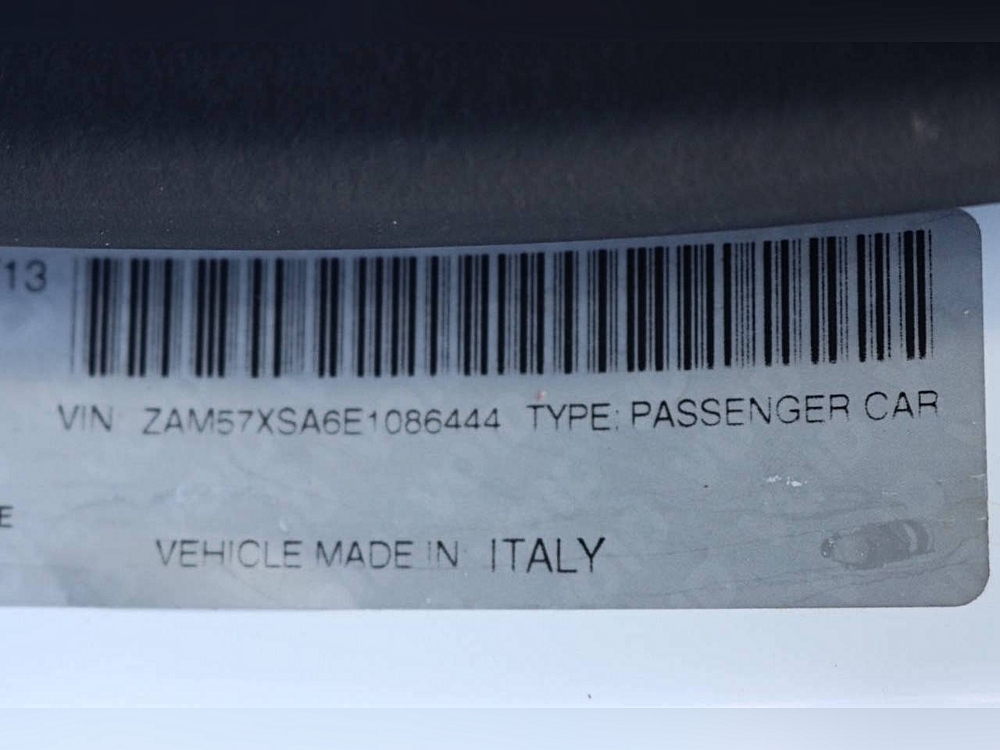 /13
VIN: ZAM57XSA6E1086444 TYPE: PASSENGER CAR
E
VEHICLE MADE IN ITALY